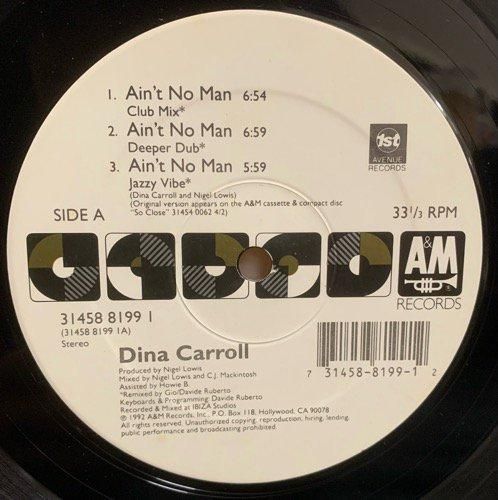 1. Ain't No Man 6:54
Club Mix*
2. Ain't No Man 6:59
Deeper Dub*
3. Ain't No Man 5:59
Jazzy Vibe*
(Dina Carroll and Nigel Lowis)
(Original version appears on the A&M cassette & compact disc
"So Close" 31454 0062 4/2)
1st
AVENUE
RECORDS
SIDE A
33 1/3 RPM
A&M
RECORDS
31458 8199 1
(31458 8199 1A)
Stereo
Dina Carroll
Produced by Nigel Lowis
Mixed by Nigel Lowis and C.J. Mackintosh
Assisted by Howie B.
*Remixed by Gio/Davide Ruberto
Keyboards & Programming: Davide Ruberto
Recorded & Mixed at IBIZA Studios
℗ 1992 A&M Records, Inc. P.O. Box 118, Hollywood, CA 90078
All Rights Reserved. Unauthorized copying, reproduction, hiring, lending,
public performance and broadcasting prohibited.
7 31458-8199-1 2